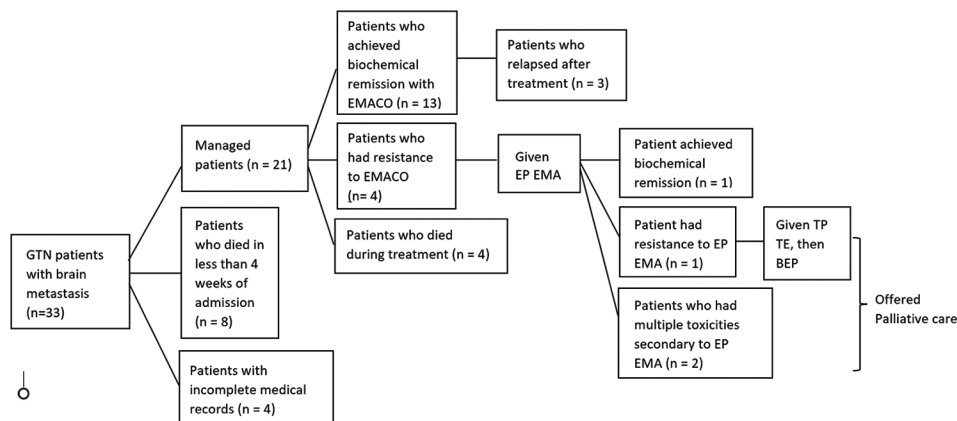 Patients who
achieved
biochemical
remission with
EMACO (n = 13)
Patients who
relapsed after
treatment (n = 3)
Managed
patients (n = 21)
Patients who
had resistance
to EMACO
(n= 4)
Given
EP EMA
Patient achieved
biochemical
remission (n = 1)
Patients
who died in
less than 4
weeks of
admission
(n = 8)
Patients who died
during treatment (n = 4)
Patient had
resistance to EP
EMA (n = 1)
Given TP
TE, then
BEP
GTN patients
with brain
metastasis
(n=33)
Patients who had
multiple toxicities
secondary to EP
EMA (n = 2)
Offered
Palliative care
Patients with
incomplete medical
records (n = 4)